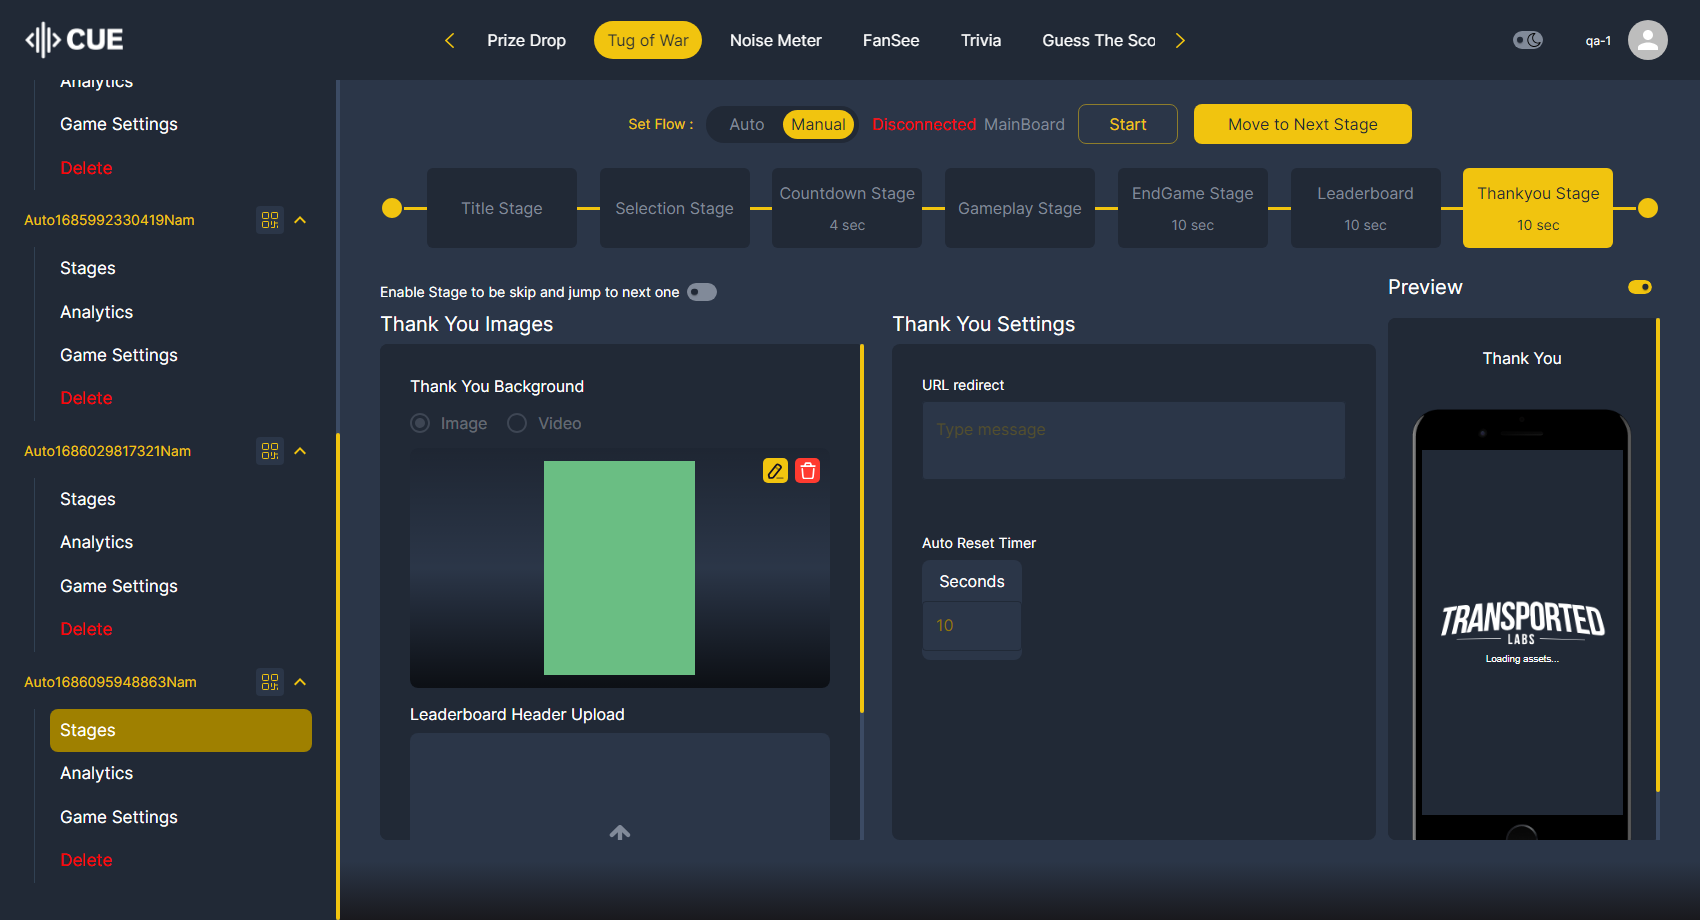 CUE
Prize Drop
Tug of War
Noise Meter
FanSee
Trivia
Guess The Sco
qa-1
Analytics
Game Settings
Delete
Auto1685992330419Nam
Stages
Analytics
Game Settings
Delete
Auto1686029817321Nam
Stages
Analytics
Game Settings
Delete
Auto1686095948863Nam
Stages
Analytics
Game Settings
Delete
Set Flow :
Auto
Manual
Disconnected MainBoard
Start
Move to Next Stage
Title Stage
Selection Stage
Countdown Stage
4 sec
Gameplay Stage
EndGame Stage
10 sec
Leaderboard
10 sec
Thankyou Stage
10 sec
Enable Stage to be skip and jump to next one
Thank You Images
Thank You Background
Image
Video
Leaderboard Header Upload
Thank You Settings
URL redirect
Type message
Auto Reset Timer
Seconds
10
Preview
Thank You
TRANSPORTED
LABS
Loading assets...